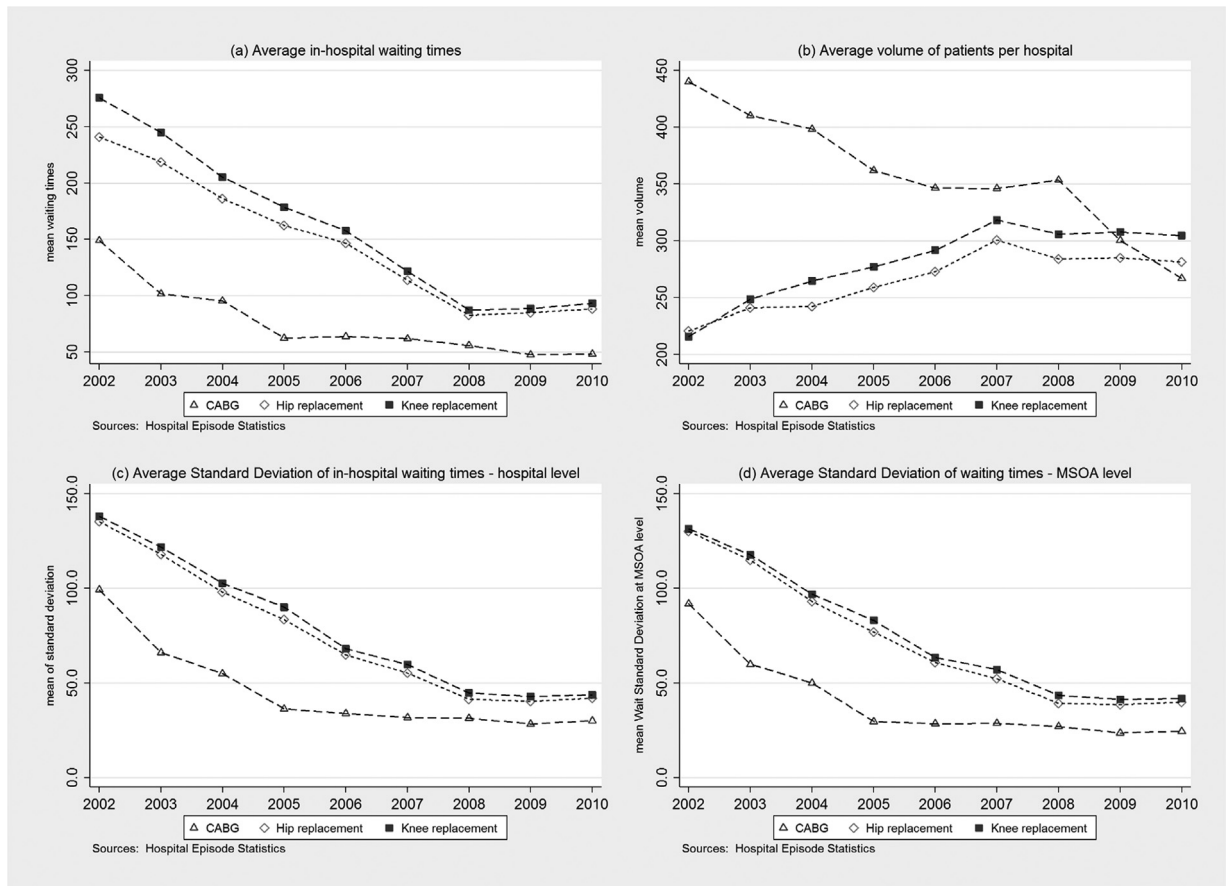 (a) Average in-hospital waiting times
300
250
200
150
100
50
mean waiting times
2002 2003 2004 2005 2006 2007 2008 2009 2010
CABG Hip replacement Knee replacement
Sources: Hospital Episode Statistics
(b) Average volume of patients per hospital
450
400
350
300
250
200
mean volume
2002 2003 2004 2005 2006 2007 2008 2009 2010
CABG Hip replacement Knee replacement
Sources: Hospital Episode Statistics
(c) Average Standard Deviation of in-hospital waiting times - hospital level
150.0
100.0
50.0
0.0
mean of standard deviation
2002 2003 2004 2005 2006 2007 2008 2009 2010
CABG Hip replacement Knee replacement
Sources: Hospital Episode Statistics
(d) Average Standard Deviation of waiting times - MSOA level
150.0
100.0
50.0
0.0
mean Wait Standard Deviation at MSOA level
2002 2003 2004 2005 2006 2007 2008 2009 2010
CABG Hip replacement Knee replacement
Sources: Hospital Episode Statistics